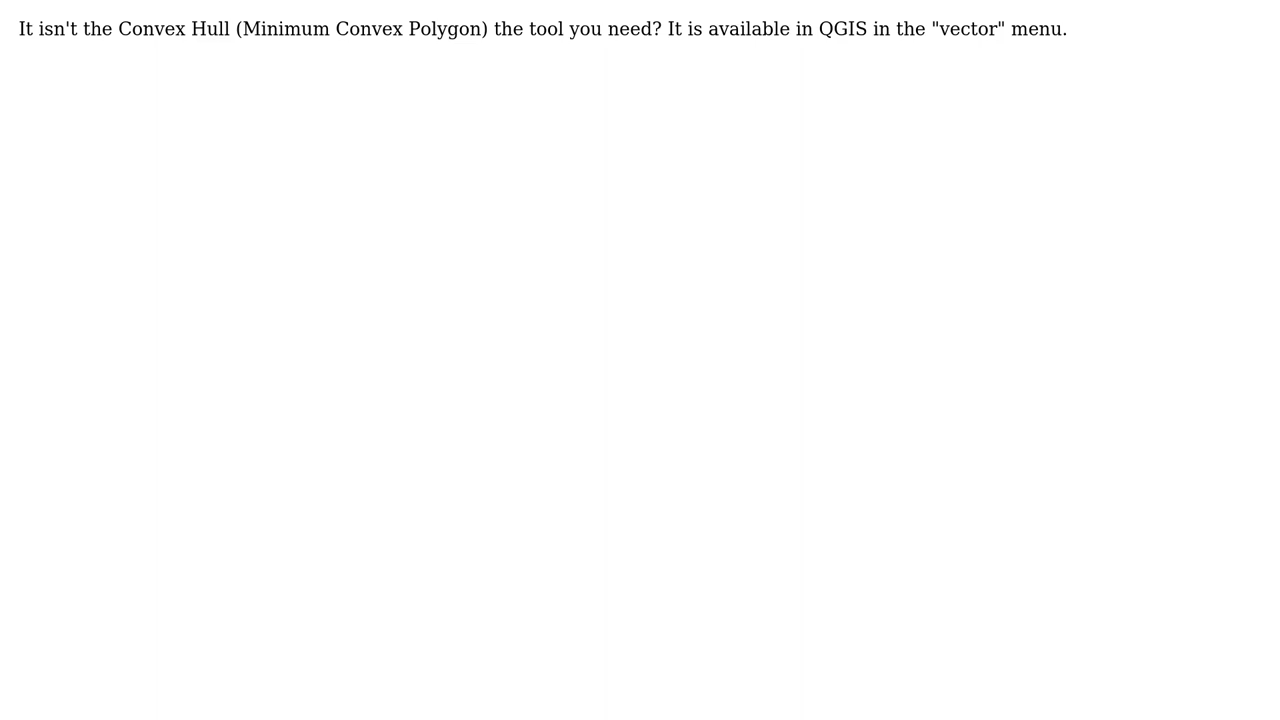 It isn't the Convex Hull (Minimum Convex Polygon) the tool you need? It is available in QGIS in the "vector" menu.